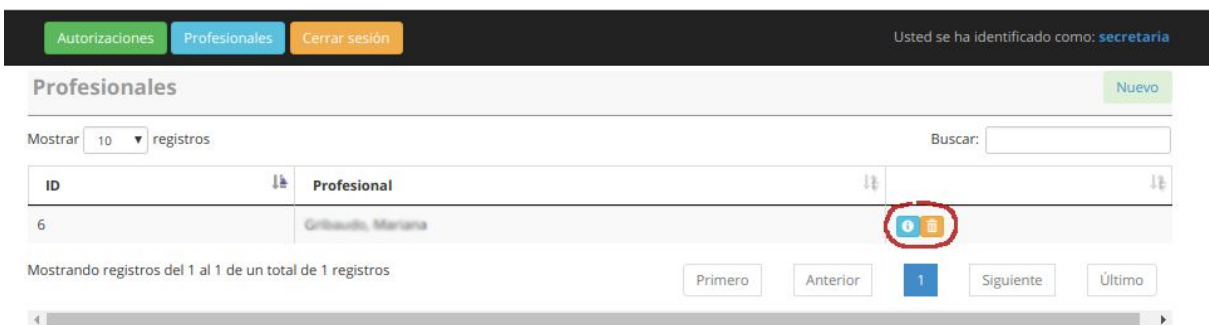 Autorizaciones Profesionales Cerrar sesión Usted se ha identificado como: secretaria
Profesionales Nuevo
Mostrar 10 registros Buscar:
ID Profesional
6
Mostrando registros del 1 al 1 de un total de 1 registros Primero Anterior 1 Siguiente Último